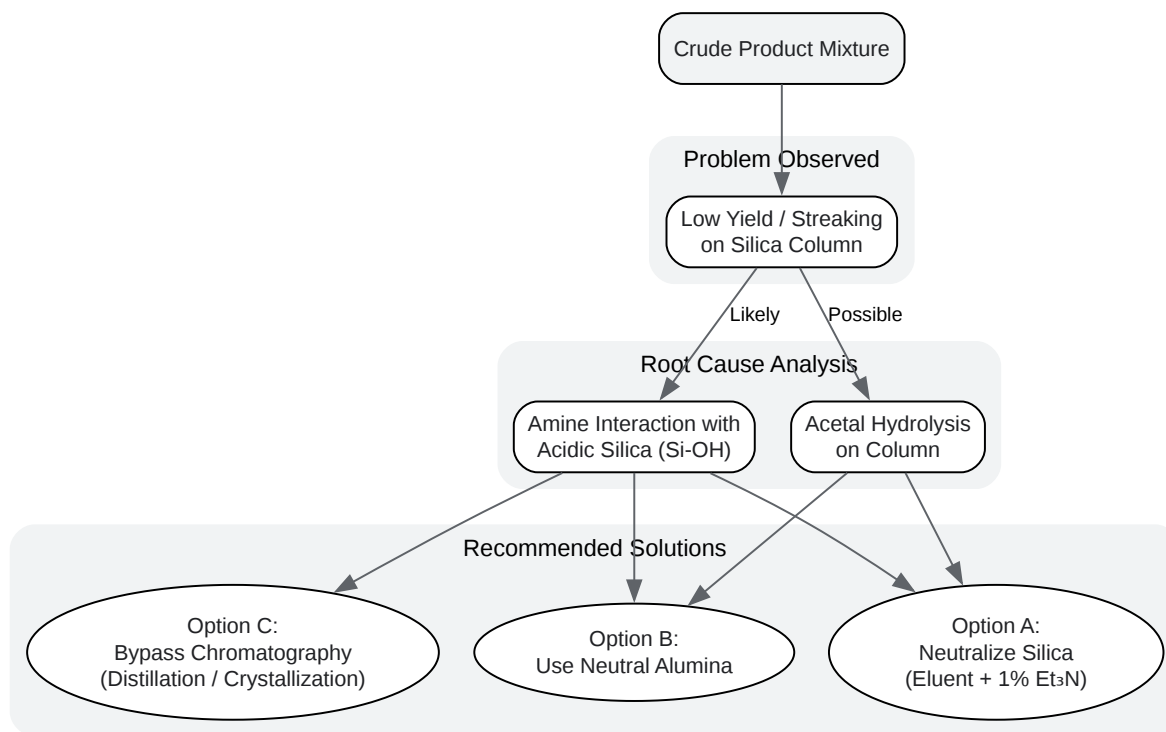 Crude Product Mixture
Problem Observed
Low Yield / Streaking
on Silica Column
Likely
Possible
Root Cause Analysis
Amine Interaction with
Acidic Silica (Si-OH)
Acetal Hydrolysis
on Column
Recommended Solutions
Option C:
Bypass Chromatography
(Distillation / Crystallization)
Option B:
Use Neutral Alumina
Option A:
Neutralize Silica
(Eluent + 1% Et₃N)